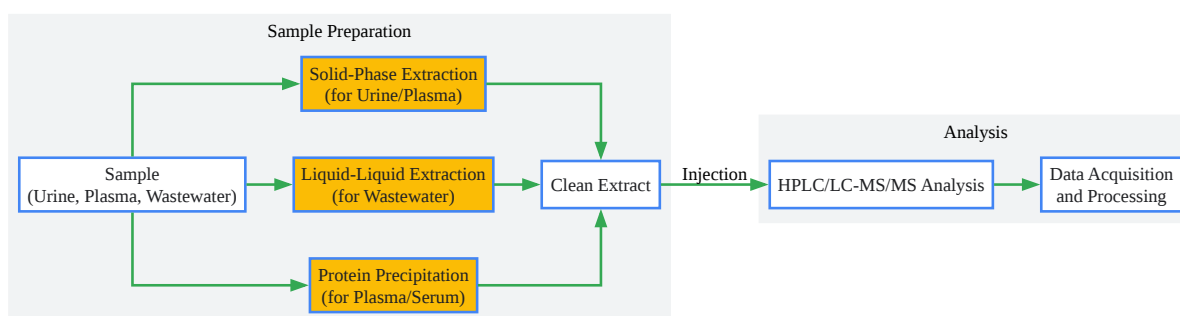 Sample Preparation
Solid-Phase Extraction
(for Urine/Plasma)
Sample
(Urine, Plasma, Wastewater)
Liquid-Liquid Extraction
(for Wastewater)
Protein Precipitation
(for Plasma/Serum)
Clean Extract
Injection
Analysis
HPLC/LC-MS/MS Analysis
Data Acquisition
and Processing